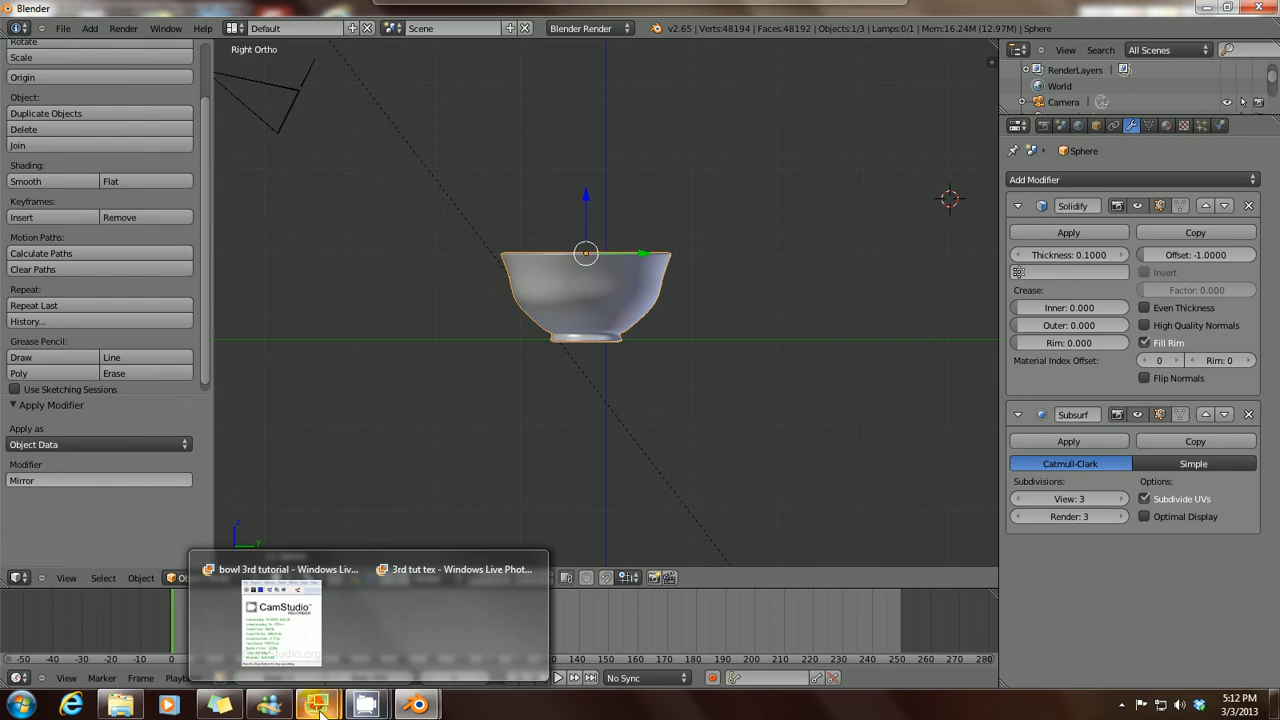 Blender
File Add Render Window Help Default Scene Blender Render v2.65 | Verts:48194 | Faces:48192 | Objects:1/3 | Lamps:0/1 | Mem:16.24M (12.97M) | Sphere
Rotate
Scale
Origin
Object:
Duplicate Objects
Delete
Join
Shading:
Smooth Flat
Keyframes:
Insert Remove
Motion Paths:
Calculate Paths
Clear Paths
Repeat:
Repeat Last
History...
Grease Pencil:
Draw Line
Poly Erase
Use Sketching Sessions
Apply Modifier
Apply as
Object Data
Modifier
Mirror
Right Ortho
z
y
View Search All Scenes
RenderLayers
World
Camera
Sphere
Add Modifier
Solidify
Apply Copy
Thickness: 0.1000 Offset: -1.0000
Invert
Crease: Factor: 0.000
Inner: 0.000 Even Thickness
Outer: 0.000 High Quality Normals
Rim: 0.000 Fill Rim
Material Index Offset: 0 Rim: 0
Flip Normals
Subsurf
Apply Copy
Catmull-Clark Simple
Subdivisions: Options:
View: 3 Subdivide UVs
Render: 3 Optimal Display
View Select Object
bowl 3rd tutorial - Windows Liv... 3rd tut tex - Windows Live Phot...
CamStudio
RECORDER
-50 -40 -30 -20 -10 140 150 160 170 180 190 200 210 220 230 240 250 260 270 280
View Marker Frame No Sync
5:12 PM
3/3/2013